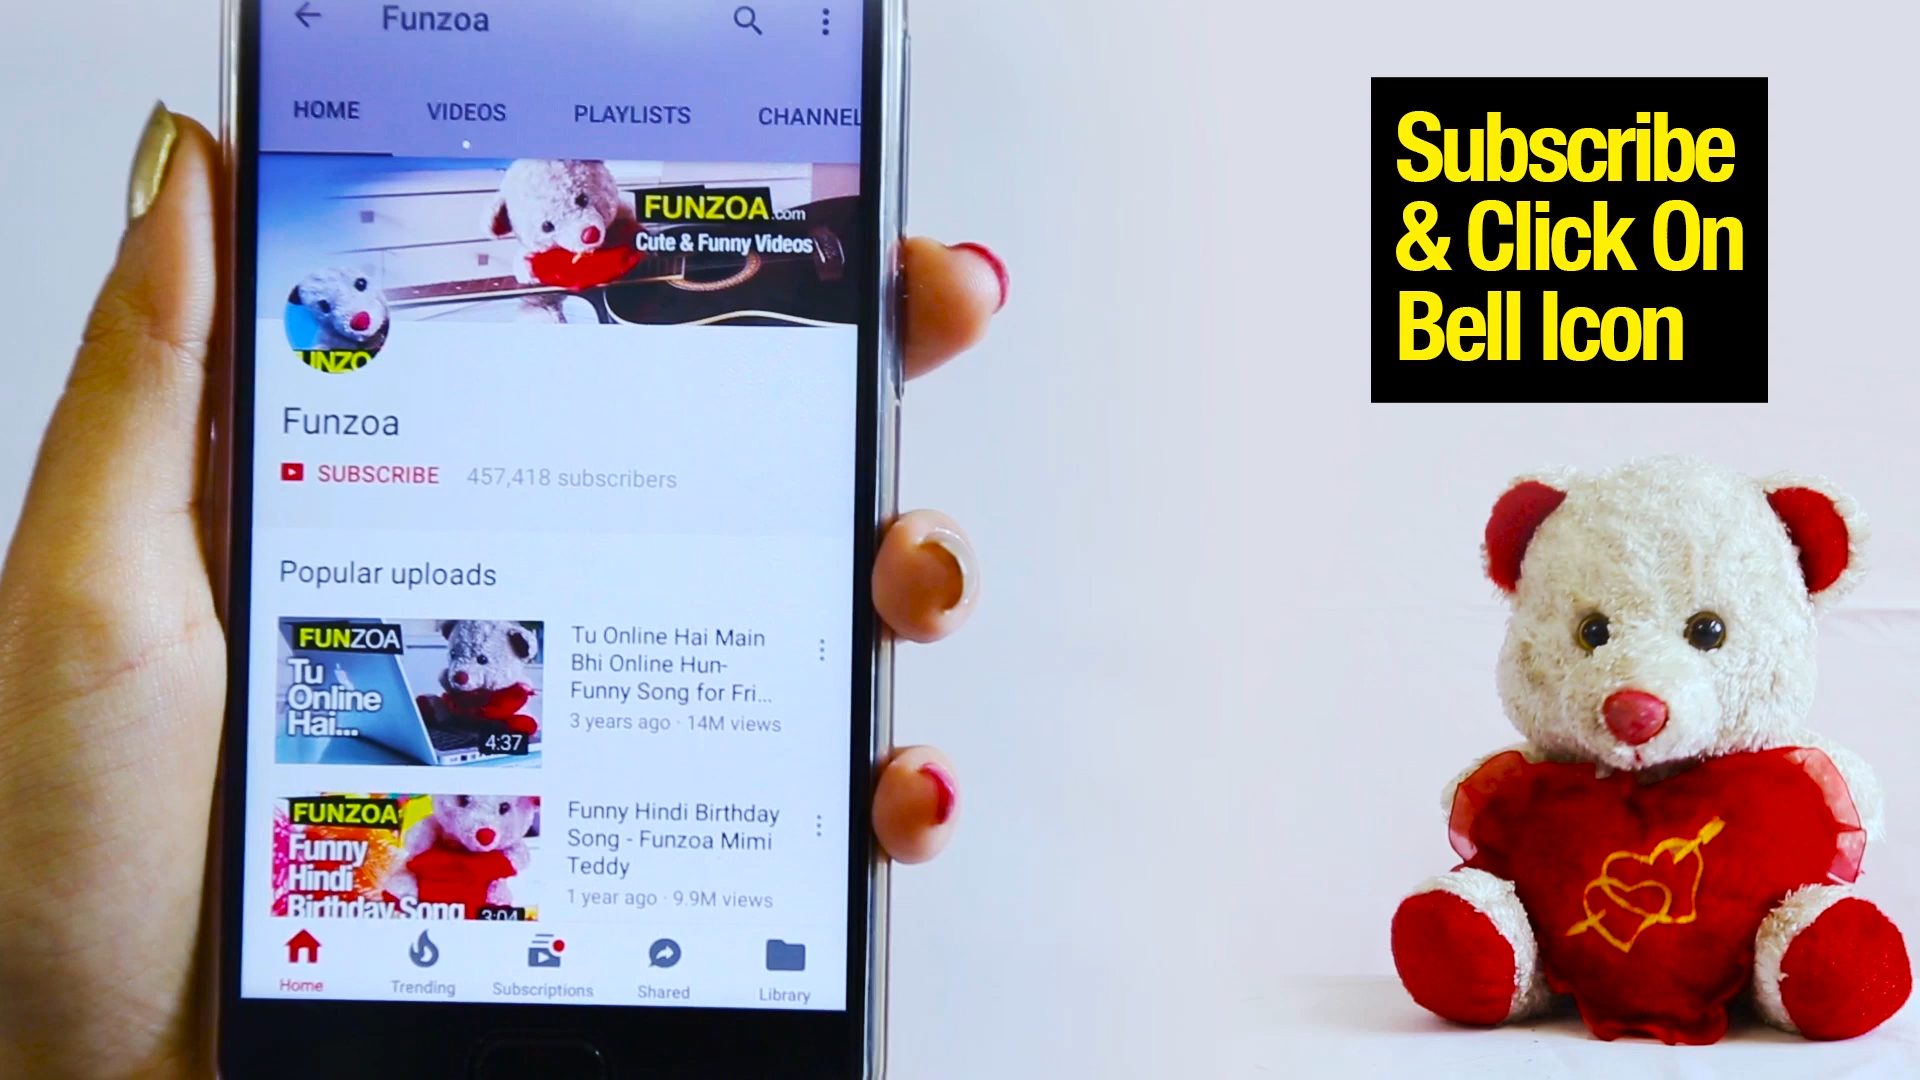 Funzoa
HOME VIDEOS PLAYLISTS CHANNEL
FUNZOA.com
Cute & Funny Videos
UNZO
Funzoa
SUBSCRIBE 457,418 subscribers
Popular uploads
FUNZOA
Tu
Online
Hai...
4:37
Tu Online Hai Main
Bhi Online Hun-
Funny Song for Fri...
3 years ago · 14M views
FUNZOA
Funny
Hindi
Birthday Song
3:04
Funny Hindi Birthday
Song - Funzoa Mimi
Teddy
1 year ago · 9.9M views
Home Trending Subscriptions Shared Library
Subscribe
& Click On
Bell Icon